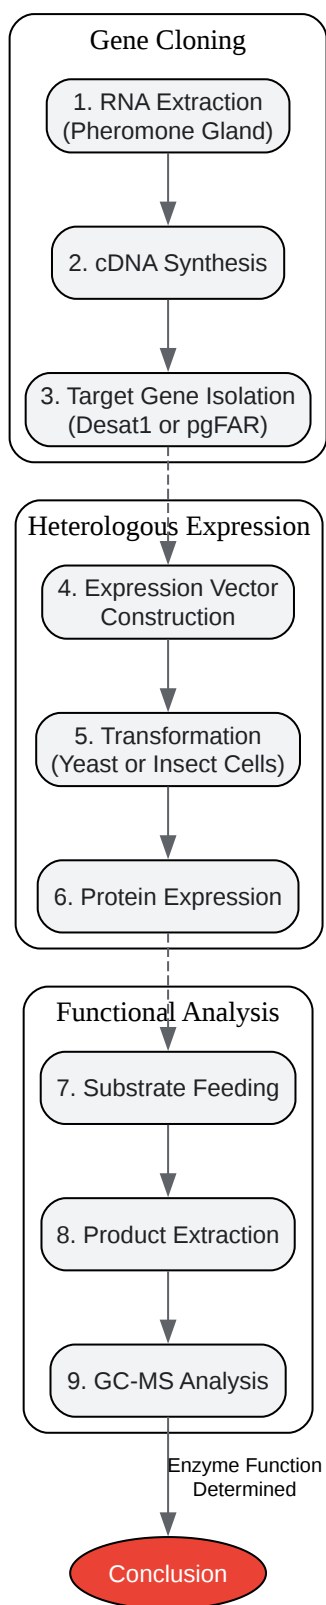 Gene Cloning
1. RNA Extraction
(Pheromone Gland)
2. cDNA Synthesis
3. Target Gene Isolation
(Desat1 or pgFAR)
Heterologous Expression
4. Expression Vector
Construction
5. Transformation
(Yeast or Insect Cells)
6. Protein Expression
Functional Analysis
7. Substrate Feeding
8. Product Extraction
9. GC-MS Analysis
Enzyme Function
Determined
Conclusion